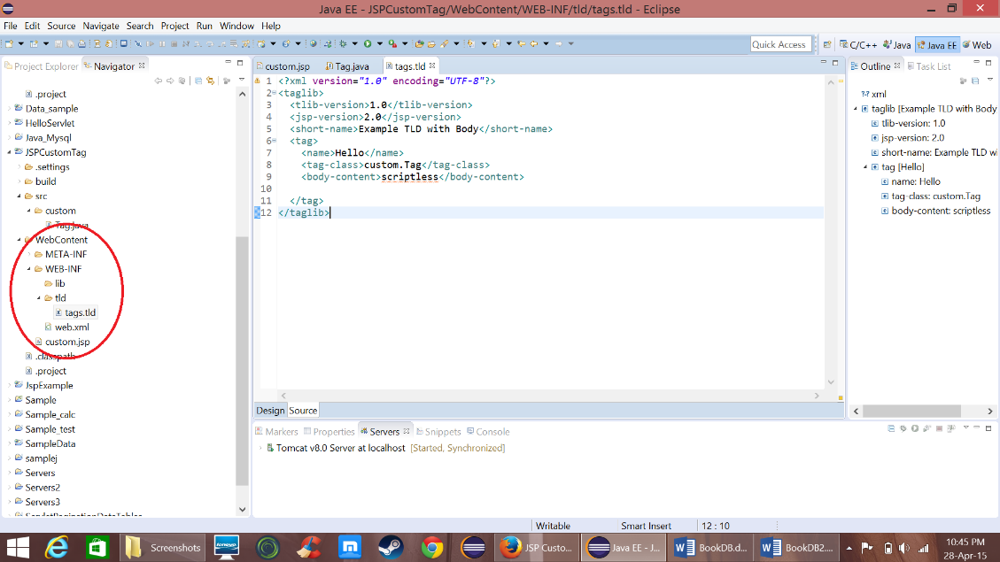 Java EE - JSPCustomTag/WebContent/WEB-INF/tld/tags.tld - Eclipse
File Edit Source Navigate Search Project Run Window Help
Quick Access
C/C++ Java Java EE Web
Project Explorer Navigator
.project
Data_sample
HelloServlet
Java_Mysql
JSPCustomTag
.settings
build
src
custom
Tag.java
WebContent
META-INF
WEB-INF
lib
tld
tags.tld
web.xml
custom.jsp
.classpath
.project
JspExample
Sample
Sample_calc
Sample_test
SampleData
samplej
Servers
Servers2
Servers3
ServletPaginationDataTables
custom.jsp Tag.java tags.tld
1 <?xml version="1.0" encoding="UTF-8"?>
2 <taglib>
3 <tlib-version>1.0</tlib-version>
4 <jsp-version>2.0</jsp-version>
5 <short-name>Example TLD with Body</short-name>
6 <tag>
7 <name>Hello</name>
8 <tag-class>custom.Tag</tag-class>
9 <body-content>scriptless</body-content>
10
11 </tag>
12 </taglib>
Design Source
Outline Task List
xml
taglib [Example TLD with Body
tlib-version: 1.0
jsp-version: 2.0
short-name: Example TLD wi
tag [Hello]
name: Hello
tag-class: custom.Tag
body-content: scriptless
Markers Properties Servers Snippets Console
Tomcat v8.0 Server at localhost [Started, Synchronized]
Writable Smart Insert 12 : 10
Screenshots
lenovo
JSP Custo...
Java EE - J...
BookDB.d...
BookDB2....
10:45 PM
28-Apr-15